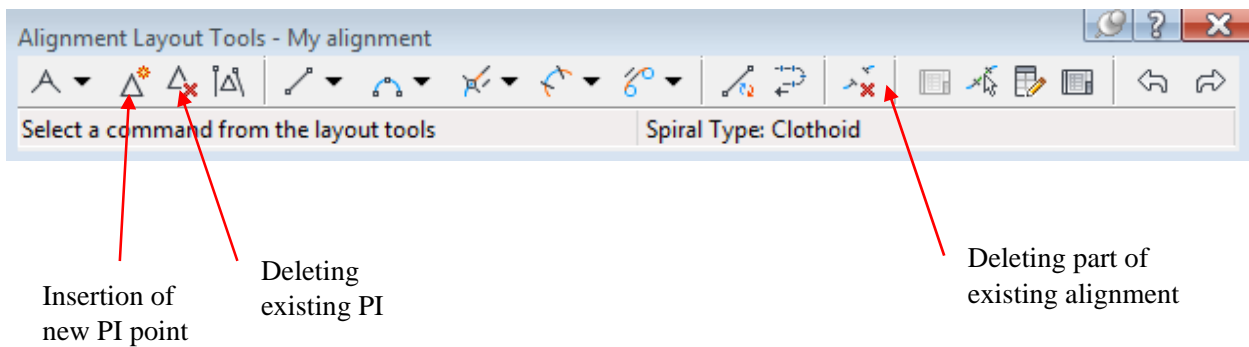 Alignment Layout Tools - My alignment
Select a command from the layout tools
Spiral Type: Clothoid
Insertion of
new PI point
Deleting
existing PI
Deleting part of
existing alignment